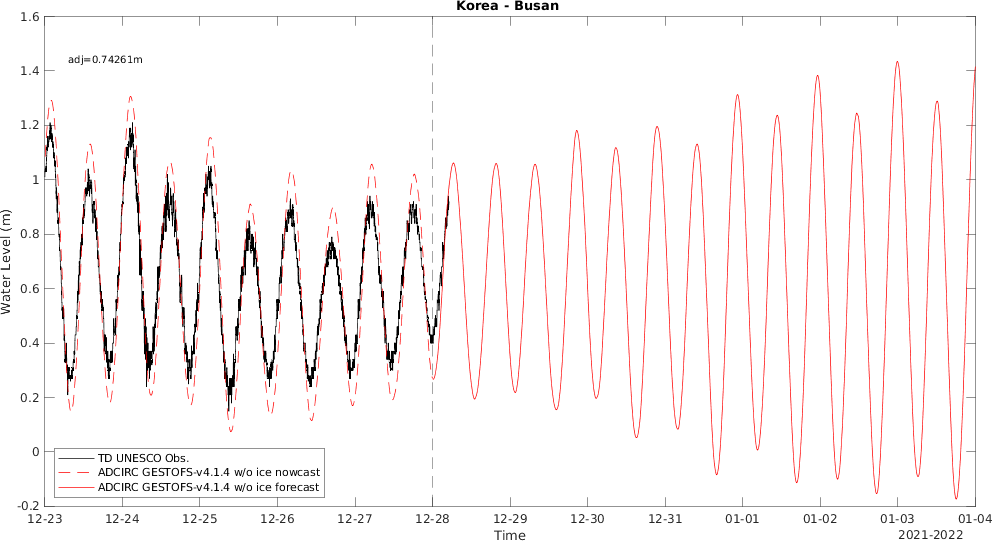 Korea - Busan
1.6
1.4
1.2
1
0.8
0.6
0.4
0.2
0
-0.2
Water Level (m)
adj=0.74261m
TD UNESCO Obs.
ADCIRC GESTOFS-v4.1.4 w/o ice nowcast
ADCIRC GESTOFS-v4.1.4 w/o ice forecast
12-23 12-24 12-25 12-26 12-27 12-28 12-29 12-30 12-31 01-01 01-02 01-03 01-04
Time
2021-2022